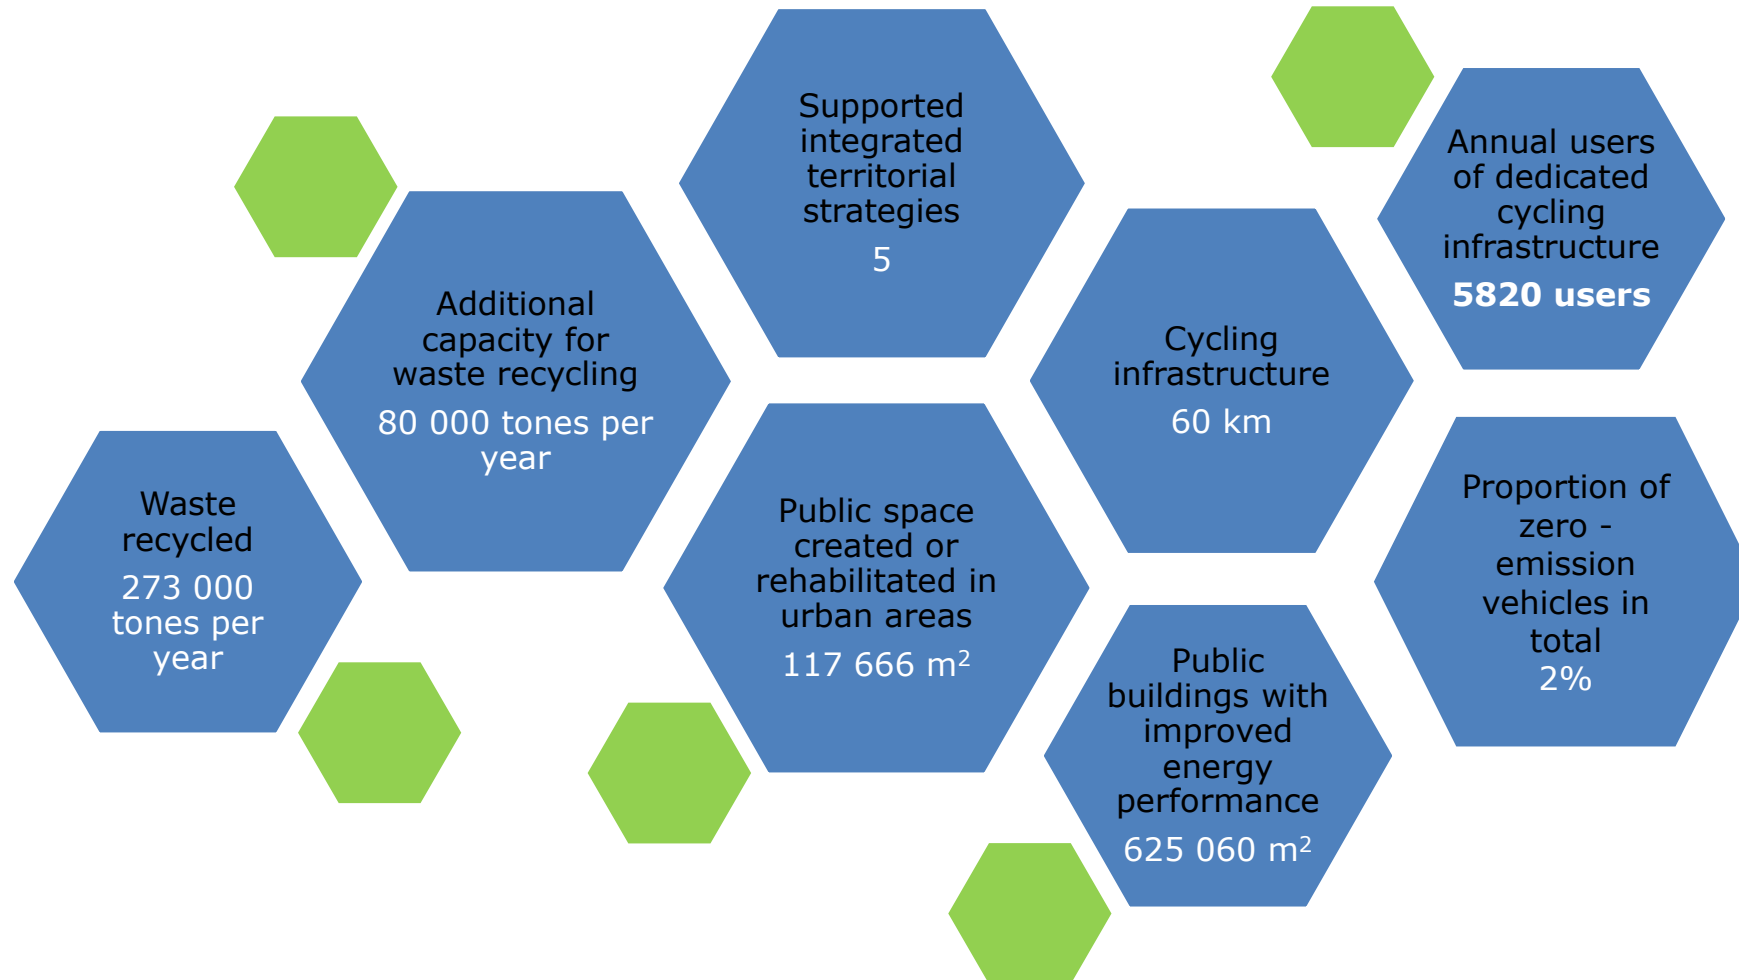 Supported
integrated
territorial
strategies
5
Annual users
of dedicated
cycling
infrastructure
5820 users
Additional
capacity for
waste recycling
80 000 tones per
year
Cycling
infrastructure
60 km
Waste
recycled
273 000
tones per
year
Public space
created or
rehabilitated in
urban areas
117 666 m²
Proportion of
zero -
emission
vehicles in
total
2%
Public
buildings with
improved
energy
performance
625 060 m²